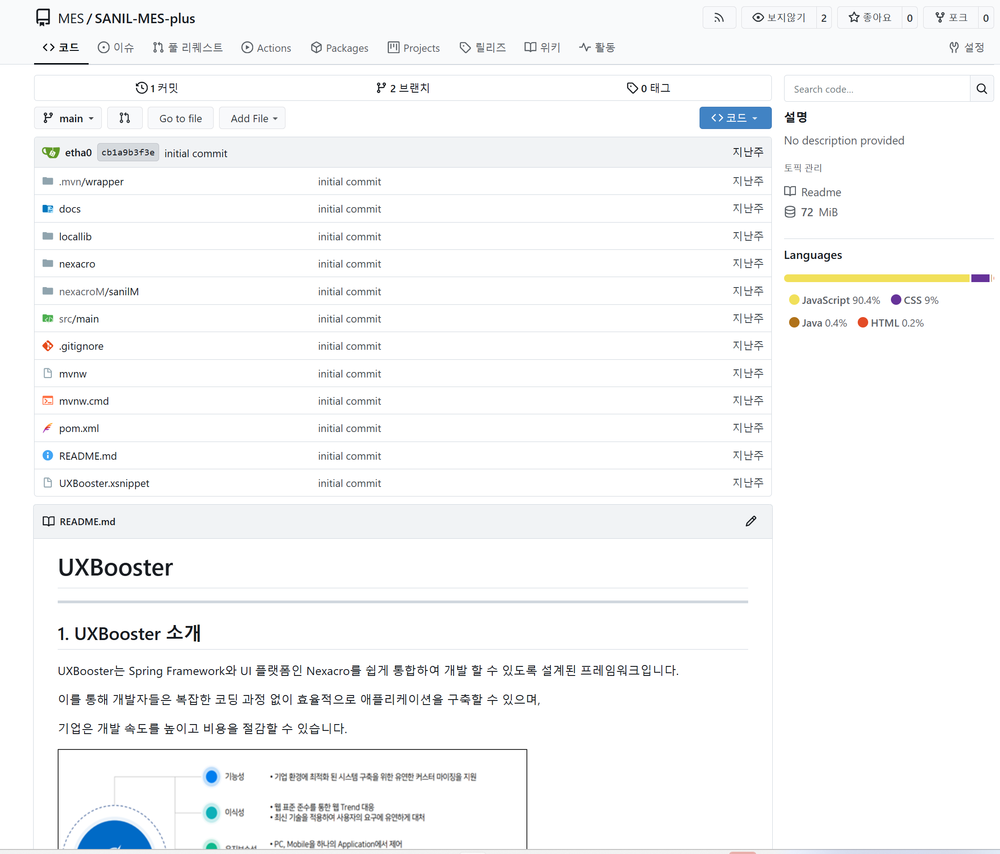 MES / SANIL-MES-plus
보지않기 2
좋아요 0
포크 0
코드 이슈 풀 리퀘스트 Actions Packages Projects 릴리즈 위키 활동 설정
1 커밋 2 브랜치 0 태그
Search code...
main Go to file Add File 코드
설명
No description provided
토픽 관리
Readme
72 MiB
Languages
JavaScript 90.4% CSS 9%
Java 0.4% HTML 0.2%
etha0 cb1a9b3f3e initial commit 지난주
.mvn/wrapper initial commit 지난주
docs initial commit 지난주
locallib initial commit 지난주
nexacro initial commit 지난주
nexacroM/sanilM initial commit 지난주
src/main initial commit 지난주
.gitignore initial commit 지난주
mvnw initial commit 지난주
mvnw.cmd initial commit 지난주
pom.xml initial commit 지난주
README.md initial commit 지난주
UXBooster.xsnippet initial commit 지난주
README.md
UXBooster
1. UXBooster 소개
UXBooster는 Spring Framework와 UI 플랫폼인 Nexacro를 쉽게 통합하여 개발 할 수 있도록 설계된 프레임워크입니다.
이를 통해 개발자들은 복잡한 코딩 과정 없이 효율적으로 애플리케이션을 구축할 수 있으며,
기업은 개발 속도를 높이고 비용을 절감할 수 있습니다.
기능성 • 기업 환경에 최적화 된 시스템 구축을 위한 유연한 커스터 마이징을 지원
이식성 • 웹 표준 준수를 통한 웹 Trend 대응
• 최신 기술을 적용하여 사용자의 요구에 유연하게 대처
• PC, Mobile을 하나의 Application에서 제어